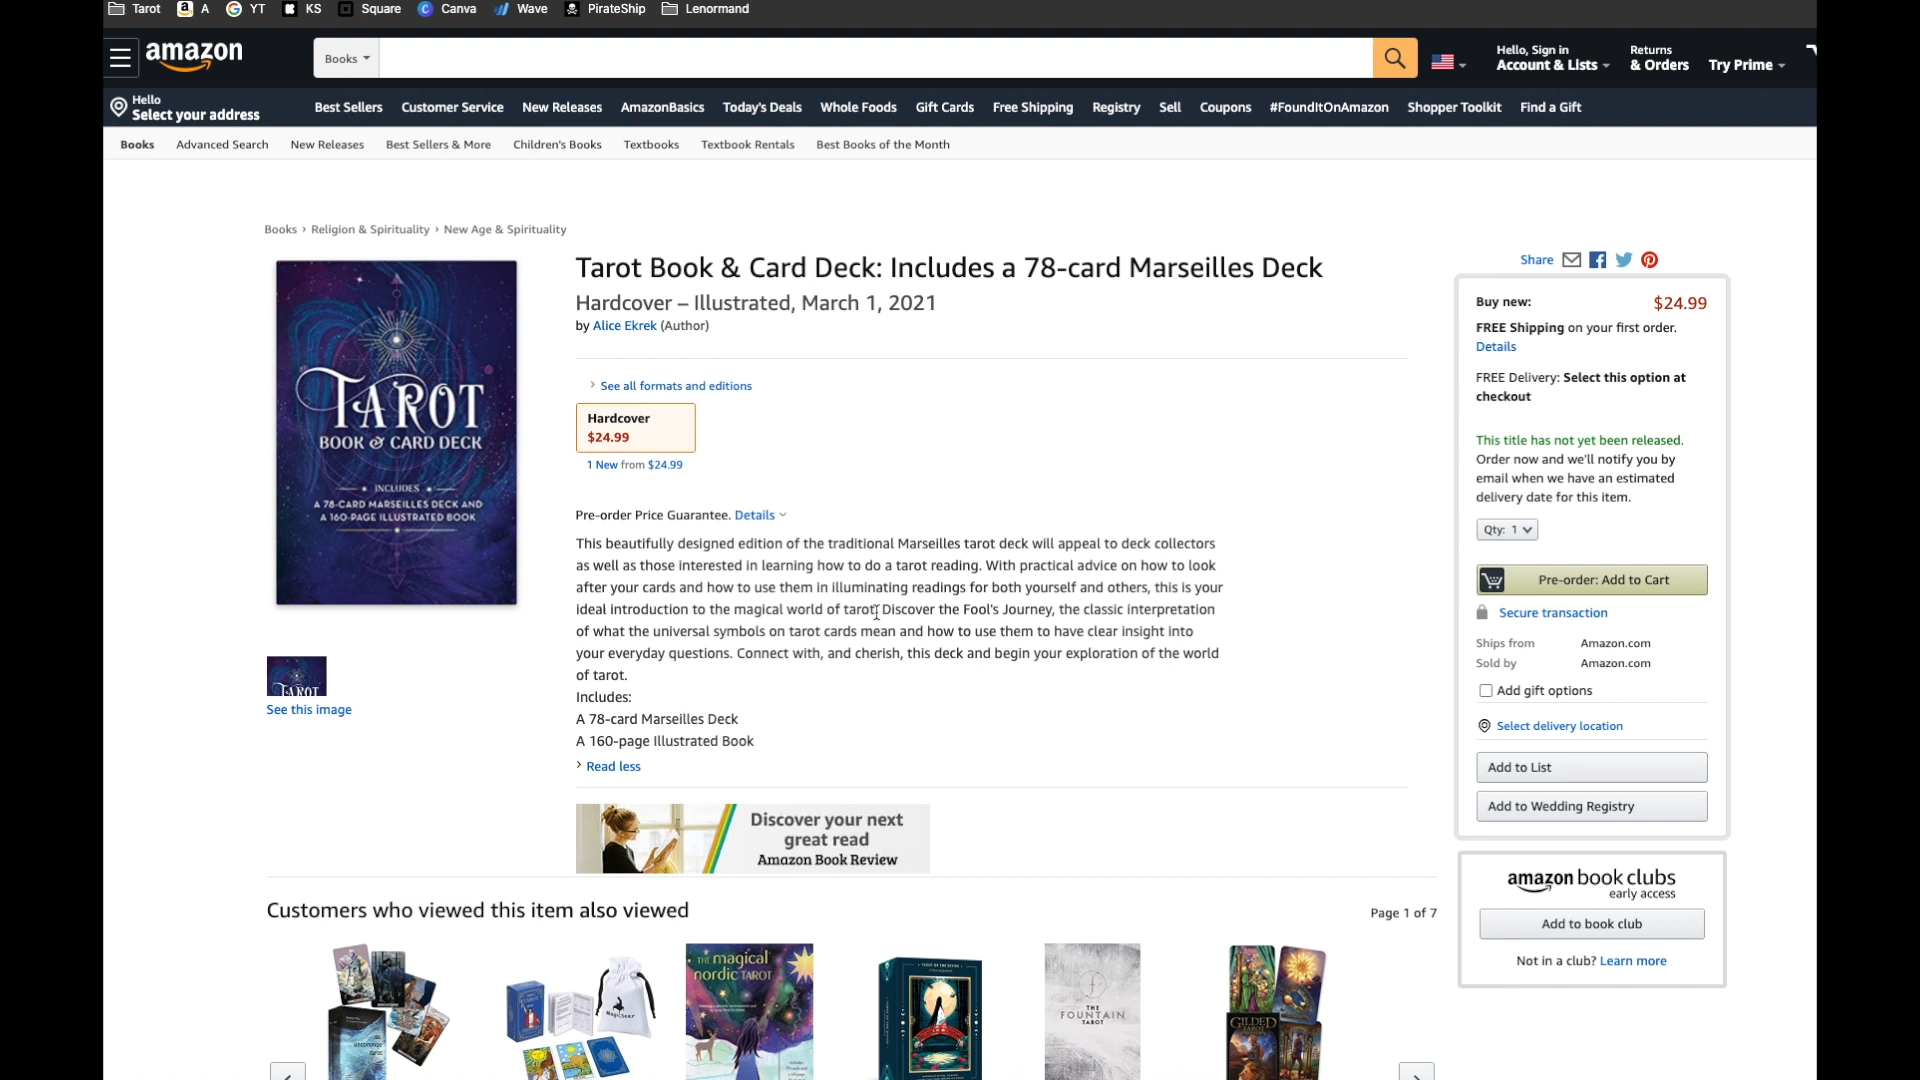 Tarot A YT KS Square Canva Wave PirateShip Lenormand
amazon
Books
Hello, Sign in
Account & Lists
Returns
& Orders
Try Prime
Hello
Select your address
Best Sellers Customer Service New Releases AmazonBasics Today's Deals Whole Foods Gift Cards Free Shipping Registry Sell Coupons #FoundItOnAmazon Shopper Toolkit Find a Gift
Books Advanced Search New Releases Best Sellers & More Children's Books Textbooks Textbook Rentals Best Books of the Month
Books › Religion & Spirituality › New Age & Spirituality
TAROT
BOOK & CARD DECK
INCLUDES
A 78-CARD MARSEILLES DECK AND
A 160-PAGE ILLUSTRATED BOOK
TAROT
See this image
Tarot Book & Card Deck: Includes a 78-card Marseilles Deck
Hardcover – Illustrated, March 1, 2021
by Alice Ekrek (Author)
› See all formats and editions
Hardcover
$24.99
1 New from $24.99
Pre-order Price Guarantee. Details
This beautifully designed edition of the traditional Marseilles tarot deck will appeal to deck collectors
as well as those interested in learning how to do a tarot reading. With practical advice on how to look
after your cards and how to use them in illuminating readings for both yourself and others, this is your
ideal introduction to the magical world of tarot. Discover the Fool's Journey, the classic interpretation
of what the universal symbols on tarot cards mean and how to use them to have clear insight into
your everyday questions. Connect with, and cherish, this deck and begin your exploration of the world
of tarot.
Includes:
A 78-card Marseilles Deck
A 160-page Illustrated Book
› Read less
Discover your next
great read
Amazon Book Review
Share
Buy new: $24.99
FREE Shipping on your first order.
Details
FREE Delivery: Select this option at
checkout
This title has not yet been released.
Order now and we'll notify you by
email when we have an estimated
delivery date for this item.
Qty: 1
Pre-order: Add to Cart
Secure transaction
Ships from Amazon.com
Sold by Amazon.com
Add gift options
Select delivery location
Add to List
Add to Wedding Registry
amazon book clubs
early access
Add to book club
Not in a club? Learn more
Customers who viewed this item also viewed
Page 1 of 7
uncommon
tarot
TAROT
Magicseer
THE magical
nordic TAROT
THE
FOUNTAIN
TAROT
GILDED